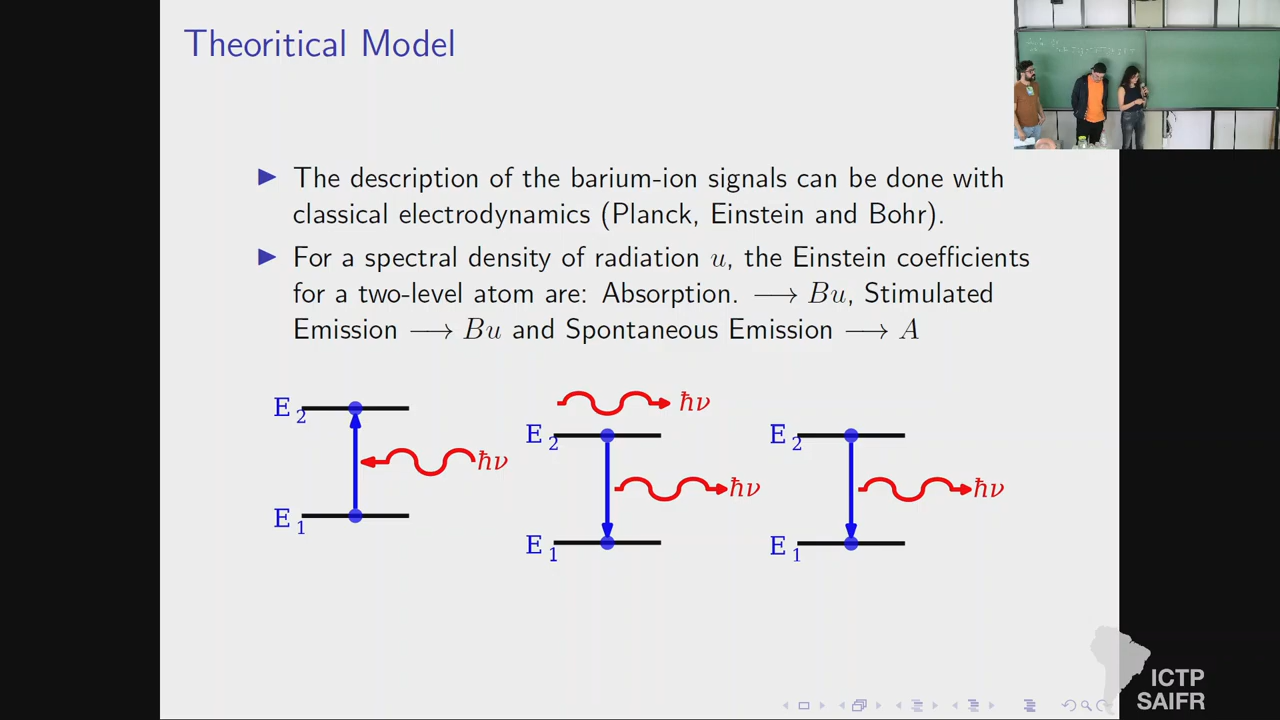 Theoritical Model
The description of the barium-ion signals can be done with
classical electrodynamics (Planck, Einstein and Bohr).
For a spectral density of radiation u, the Einstein coefficients
for a two-level atom are: Absorption. ⟶ Bu, Stimulated
Emission ⟶ Bu and Spontaneous Emission ⟶ A
E₂
ħν
E₁
ħν
E₂
ħν
E₁
E₂
ħν
E₁
ICTP
SAIFR